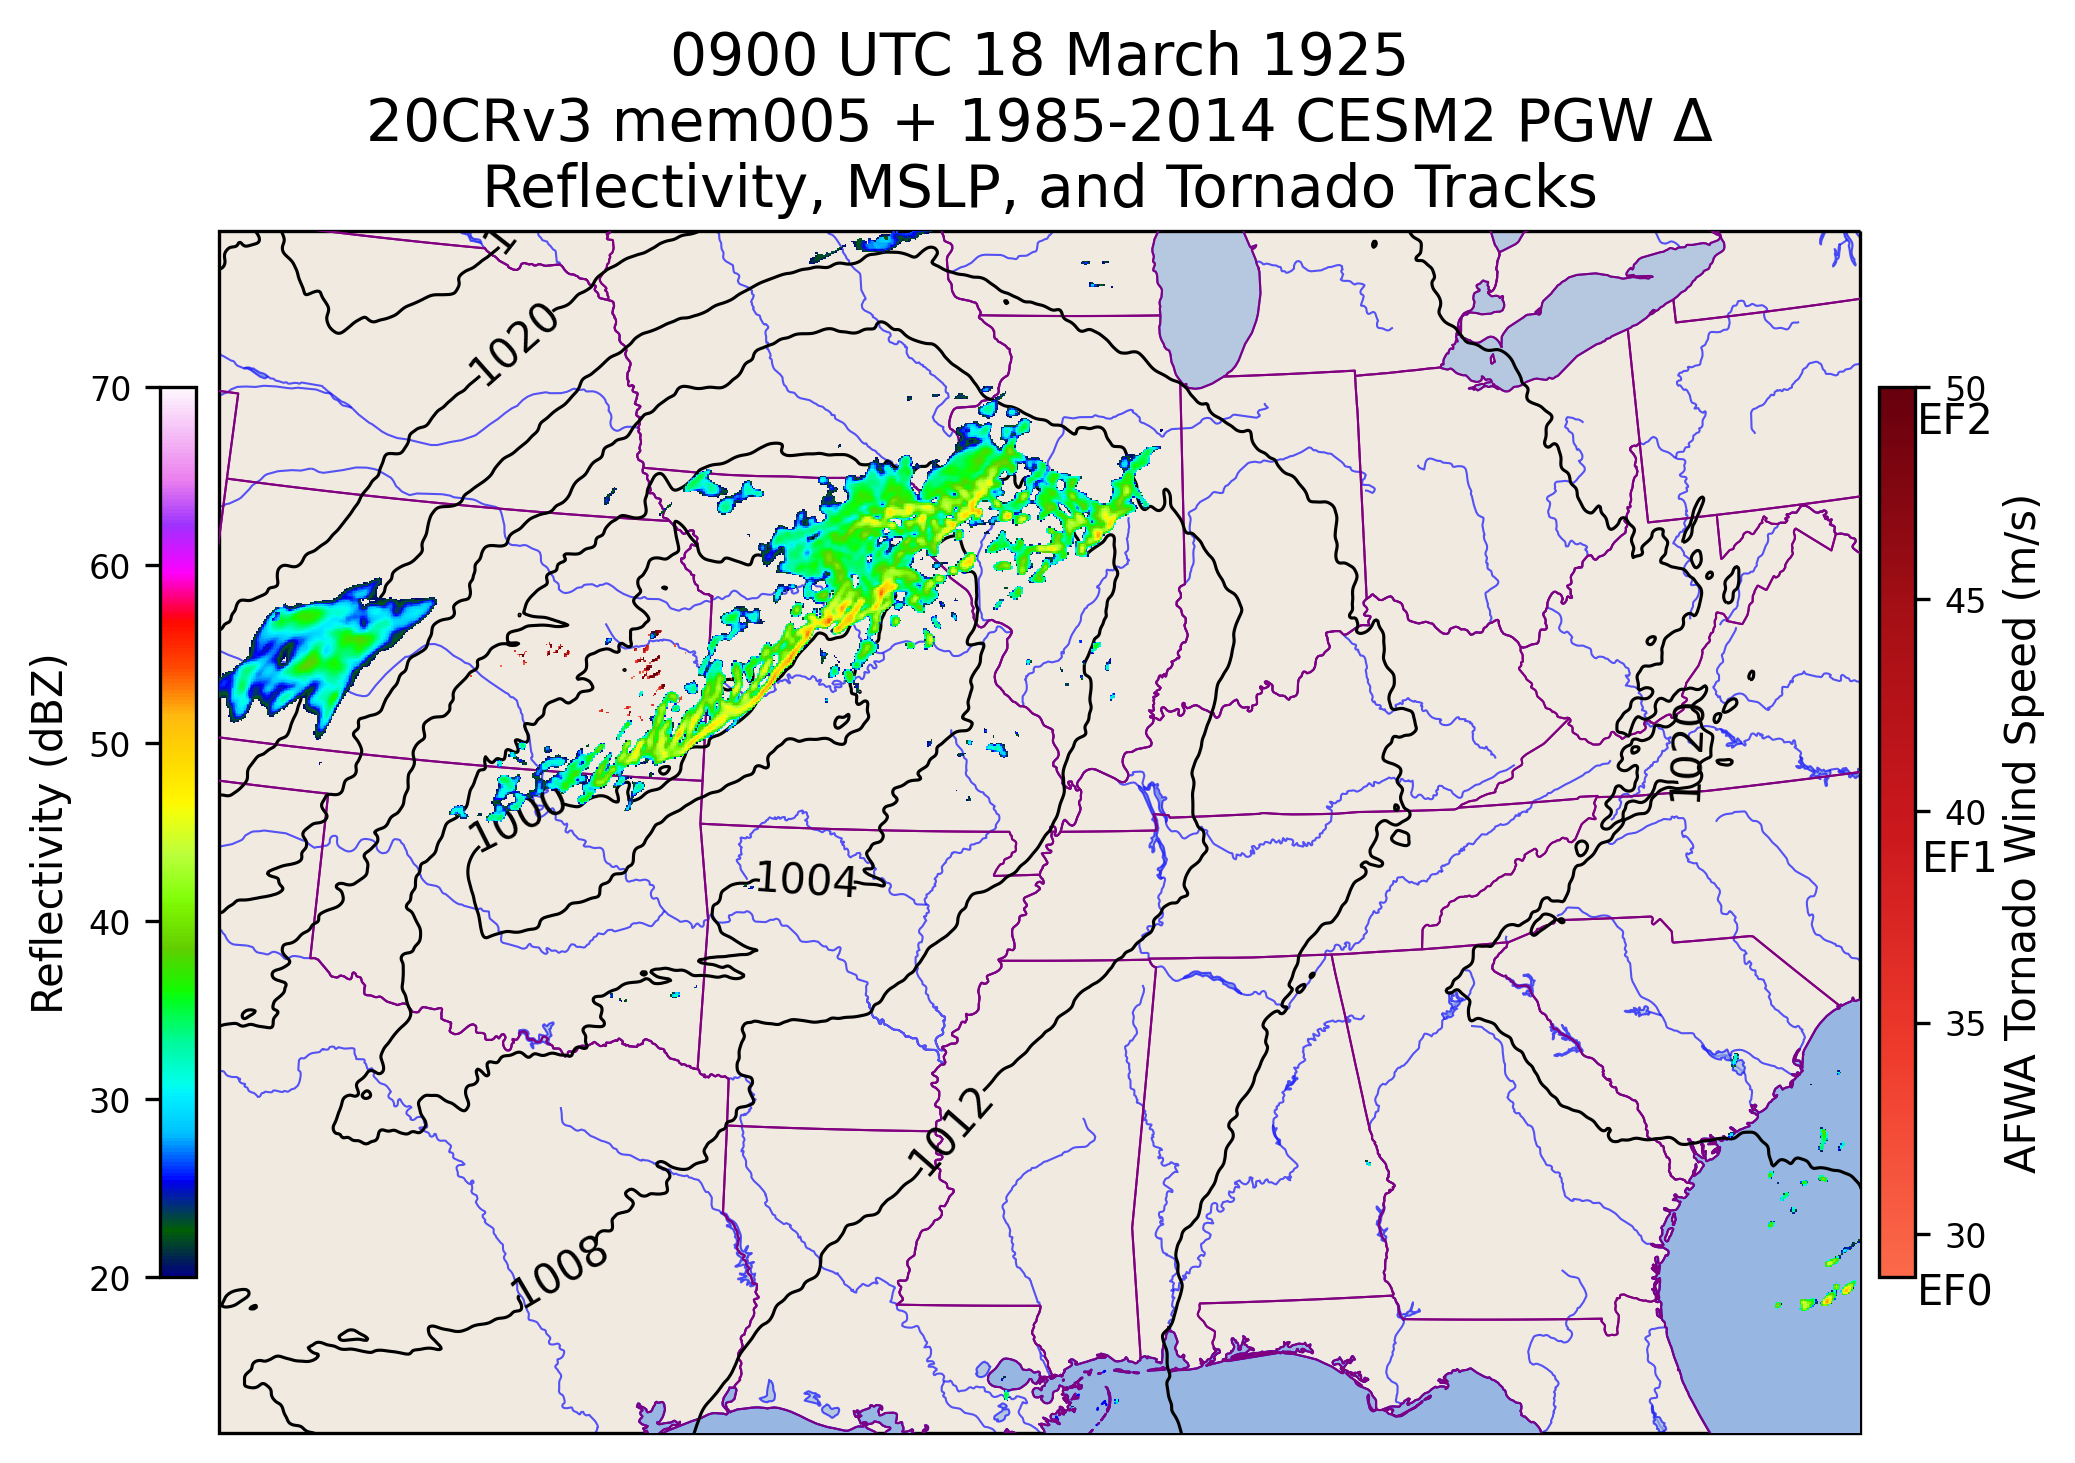 0900 UTC 18 March 1925
20CRv3 mem005 + 1985-2014 CESM2 PGW Δ
Reflectivity, MSLP, and Tornado Tracks
1020
1020
1000
1004
1012
1008
Reflectivity (dBZ)
70
60
50
40
30
20
50
EF2
45
40
EF1
35
30
EF0
AFWA Tornado Wind Speed (m/s)